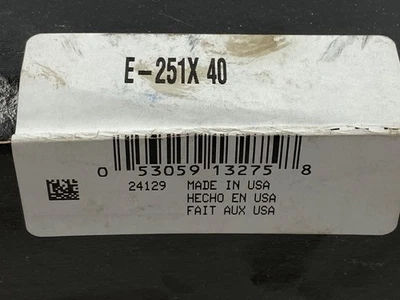 E-251X 40
0 53059 13275 8
24129 MADE IN USA
HECHO EN USA
FAIT AUX USA